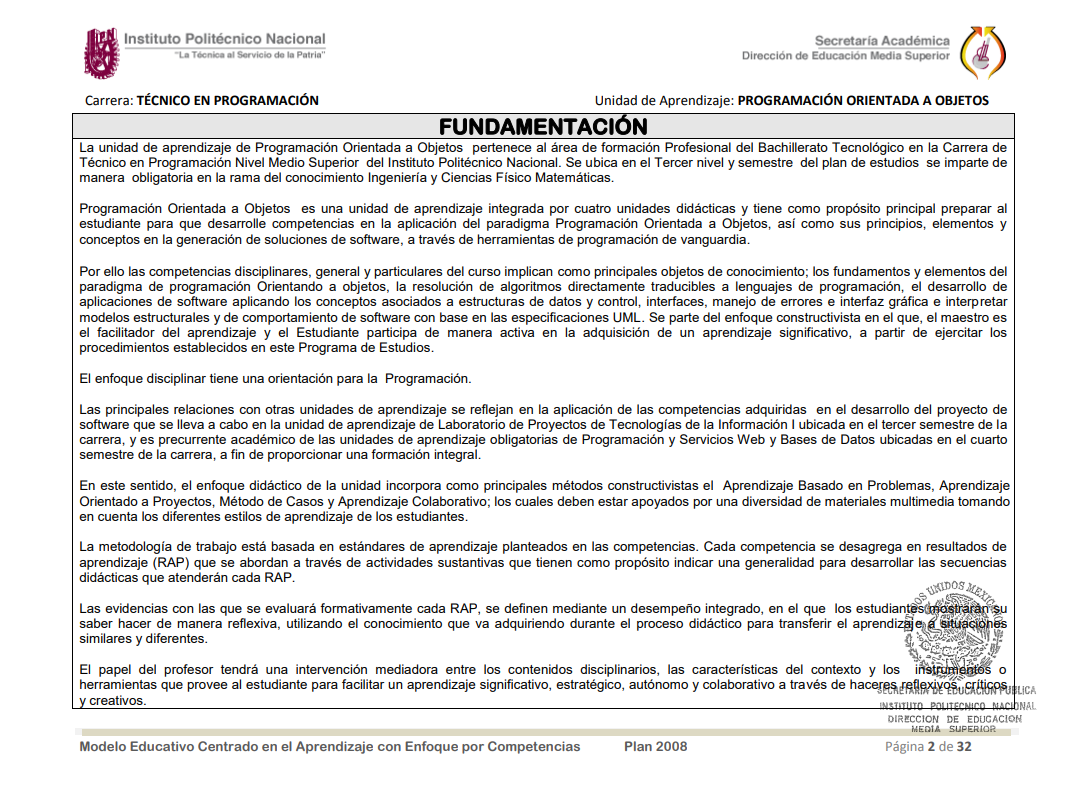 Instituto Politécnico Nacional
"La Técnica al Servicio de la Patria"
Secretaría Académica
Dirección de Educación Media Superior
Carrera: TÉCNICO EN PROGRAMACIÓN
Unidad de Aprendizaje: PROGRAMACIÓN ORIENTADA A OBJETOS
FUNDAMENTACIÓN
La unidad de aprendizaje de Programación Orientada a Objetos pertenece al área de formación Profesional del Bachillerato Tecnológico en la Carrera de
Técnico en Programación Nivel Medio Superior del Instituto Politécnico Nacional. Se ubica en el Tercer nivel y semestre del plan de estudios se imparte de
manera obligatoria en la rama del conocimiento Ingeniería y Ciencias Físico Matemáticas.
Programación Orientada a Objetos es una unidad de aprendizaje integrada por cuatro unidades didácticas y tiene como propósito principal preparar al
estudiante para que desarrolle competencias en la aplicación del paradigma Programación Orientada a Objetos, así como sus principios, elementos y
conceptos en la generación de soluciones de software, a través de herramientas de programación de vanguardia.
Por ello las competencias disciplinares, general y particulares del curso implican como principales objetos de conocimiento; los fundamentos y elementos del
paradigma de programación Orientando a objetos, la resolución de algoritmos directamente traducibles a lenguajes de programación, el desarrollo de
aplicaciones de software aplicando los conceptos asociados a estructuras de datos y control, interfaces, manejo de errores e interfaz gráfica e interpretar
modelos estructurales y de comportamiento de software con base en las especificaciones UML. Se parte del enfoque constructivista en el que, el maestro es
el facilitador del aprendizaje y el Estudiante participa de manera activa en la adquisición de un aprendizaje significativo, a partir de ejercitar los
procedimientos establecidos en este Programa de Estudios.
El enfoque disciplinar tiene una orientación para la Programación.
Las principales relaciones con otras unidades de aprendizaje se reflejan en la aplicación de las competencias adquiridas en el desarrollo del proyecto de
software que se lleva a cabo en la unidad de aprendizaje de Laboratorio de Proyectos de Tecnologías de la Información I ubicada en el tercer semestre de la
carrera, y es precurrente académico de las unidades de aprendizaje obligatorias de Programación y Servicios Web y Bases de Datos ubicadas en el cuarto
semestre de la carrera, a fin de proporcionar una formación integral.
En este sentido, el enfoque didáctico de la unidad incorpora como principales métodos constructivistas el Aprendizaje Basado en Problemas, Aprendizaje
Orientado a Proyectos, Método de Casos y Aprendizaje Colaborativo; los cuales deben estar apoyados por una diversidad de materiales multimedia tomando
en cuenta los diferentes estilos de aprendizaje de los estudiantes.
La metodología de trabajo está basada en estándares de aprendizaje planteados en las competencias. Cada competencia se desagrega en resultados de
aprendizaje (RAP) que se abordan a través de actividades sustantivas que tienen como propósito indicar una generalidad para desarrollar las secuencias
didácticas que atenderán cada RAP.
Las evidencias con las que se evaluará formativamente cada RAP, se definen mediante un desempeño integrado, en el que los estudiantes mostrarán su
saber hacer de manera reflexiva, utilizando el conocimiento que va adquiriendo durante el proceso didáctico para transferir el aprendizaje a situaciones
similares y diferentes.
El papel del profesor tendrá una intervención mediadora entre los contenidos disciplinarios, las características del contexto y los instrumentos o
herramientas que provee al estudiante para facilitar un aprendizaje significativo, estratégico, autónomo y colaborativo a través de haceres reflexivos, críticos
y creativos.
ESTADOS UNIDOS MEXICANOS
SECRETARIA DE EDUCACION PUBLICA
INSTITUTO POLITECNICO NACIONAL
DIRECCION DE EDUCACION
MEDIA SUPERIOR
Modelo Educativo Centrado en el Aprendizaje con Enfoque por Competencias
Plan 2008
Página 2 de 32